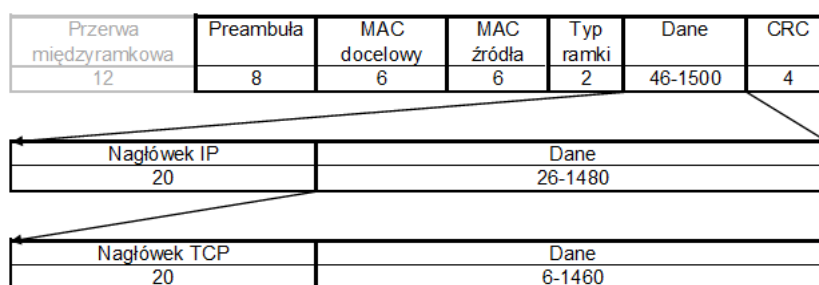 Przerwa Preambuła MAC MAC Typ Dane CRC
międzyramkowa docelowy źródła ramki
12 8 6 6 2 46-1500 4
Nagłówek IP Dane
20 26-1480
Nagłówek TCP Dane
20 6-1460